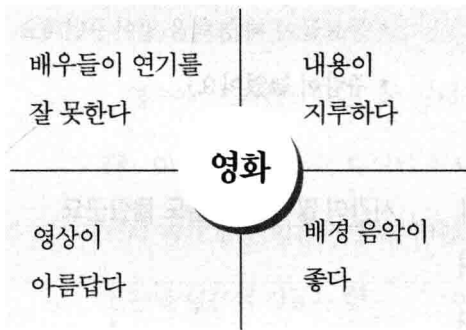 배우들이 연기를
잘 못한다
내용이
지루하다
영화
영상이
아름답다
배경 음악이
좋다